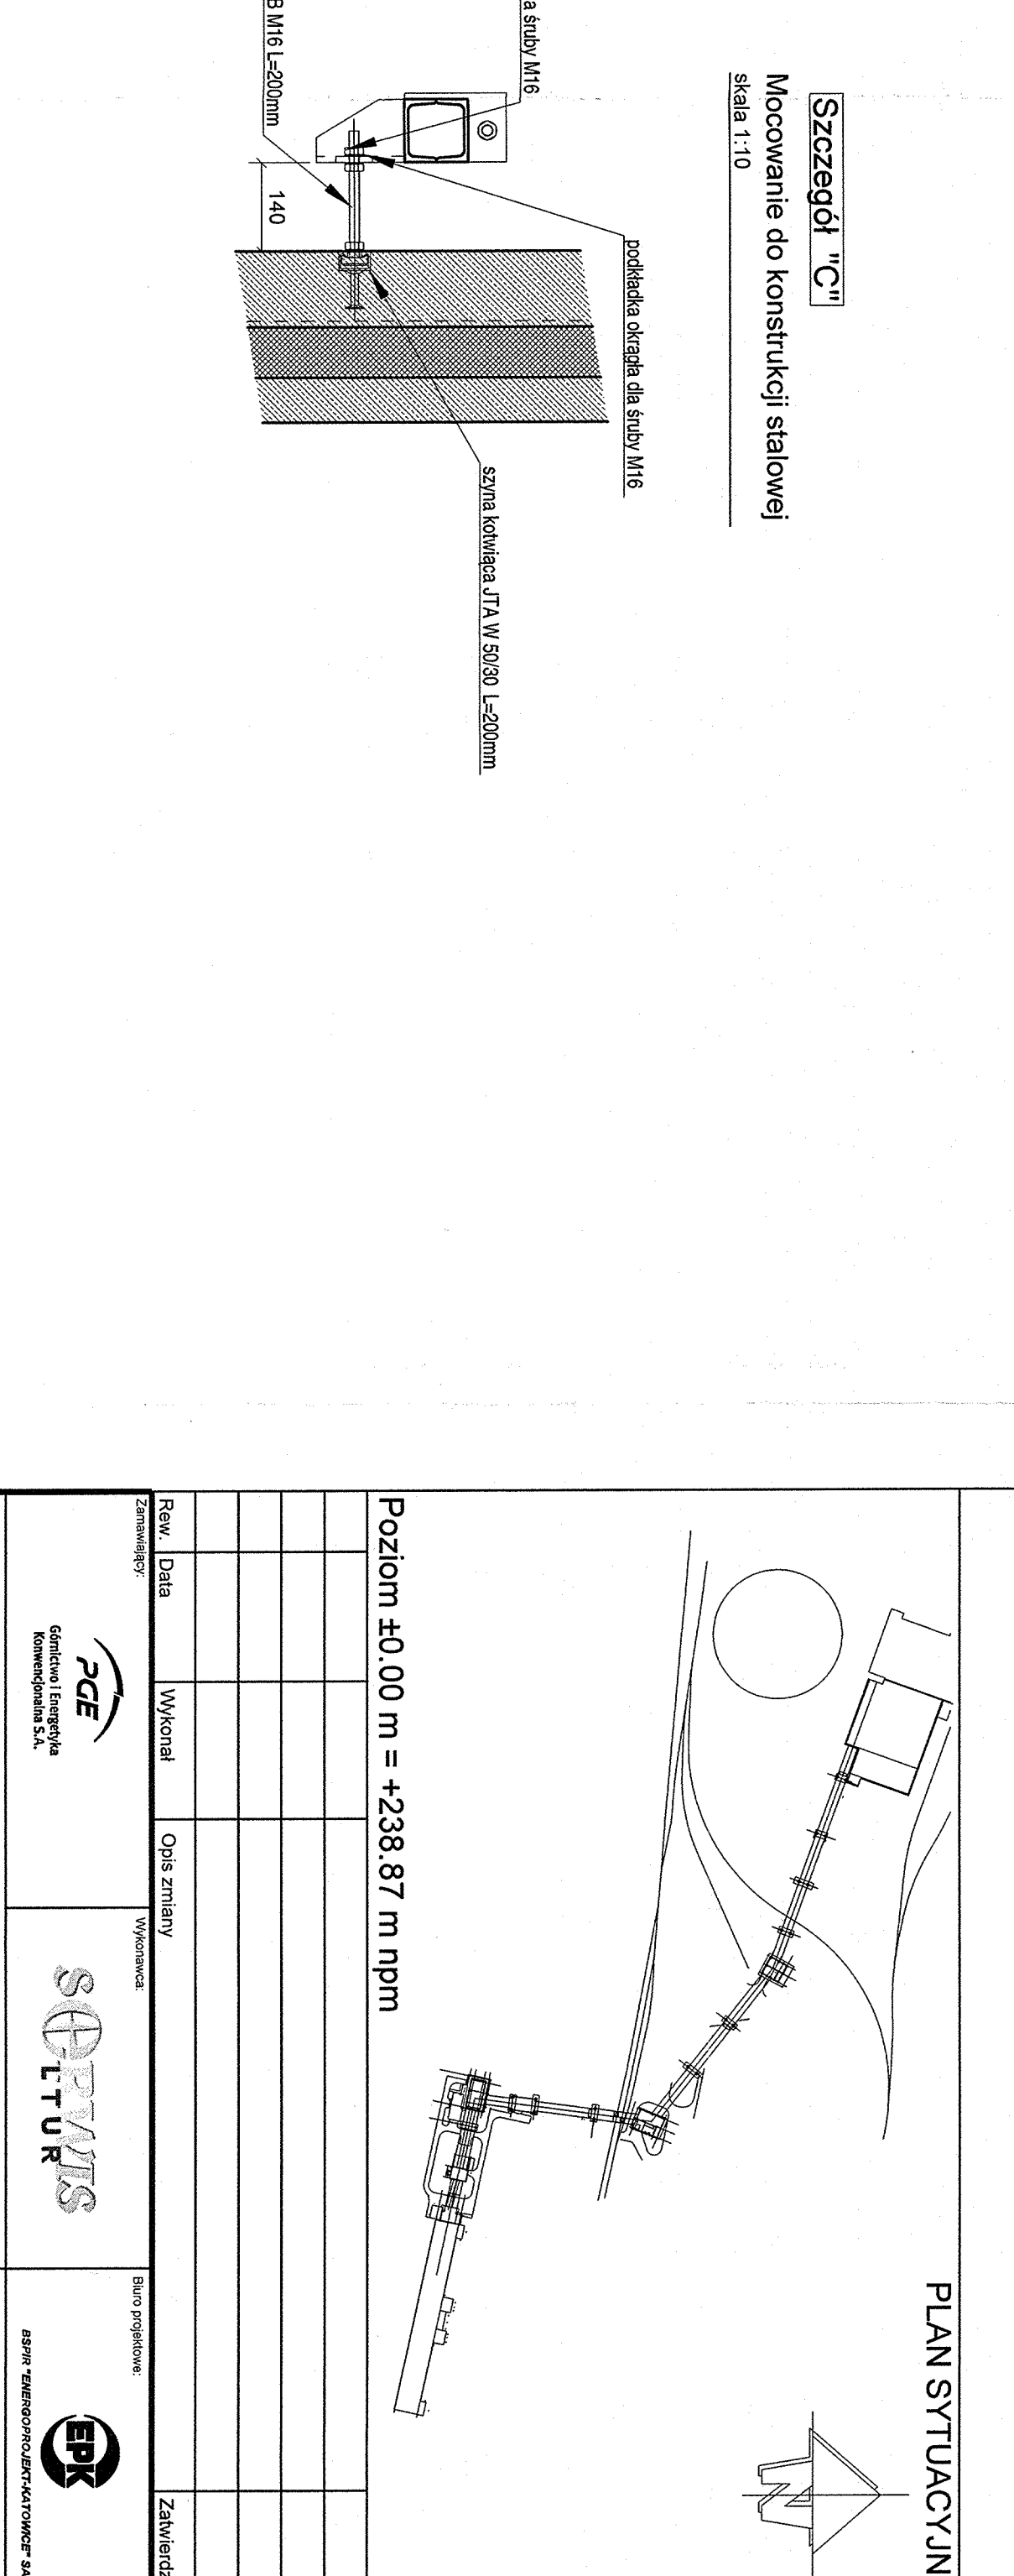 Szczegół "C"
Mocowanie do konstrukcji stalowej
skala 1:10
a śruby M16
B M16 L=200mm
140
podkładka okrągła dla śruby M16
szyna kotwiąca JTA W 50/30 L=200mm
PLAN SYTUACYJN
N
Poziom ±0.00 m = +238.87 m npm
Rew. Data Wykonał Opis zmiany Zatwierdz
Zamawiający:
PGE
Górnictwo i Energetyka
Konwencjonalna S.A.
Wykonawca:
LTUR
Biuro projektowe:
EPK
BSPiR "ENERGOPROJEKT-KATOWICE" SA